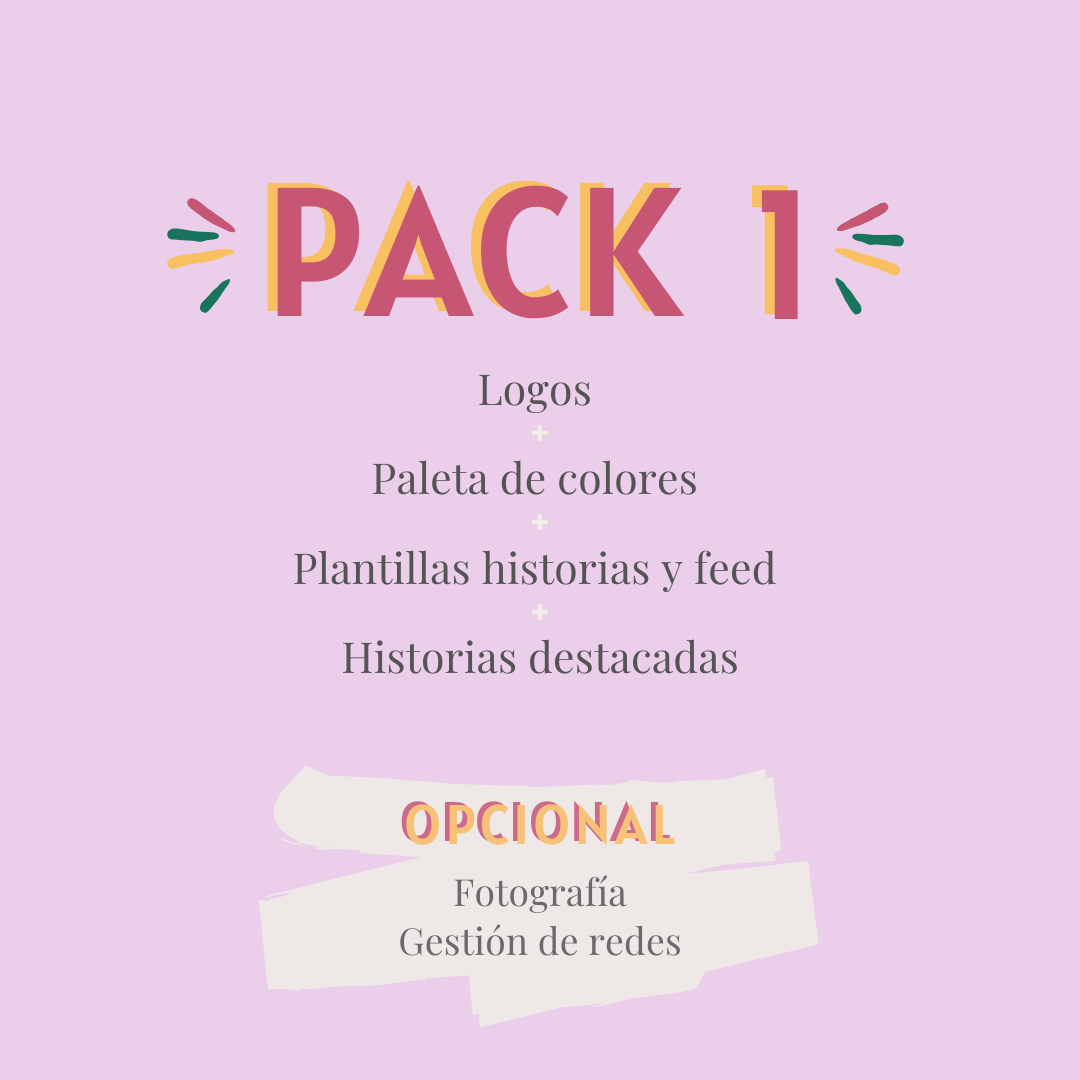 PACK 1
Logos
+
Paleta de colores
+
Plantillas historias y feed
+
Historias destacadas
OPCIONAL
Fotografía
Gestión de redes